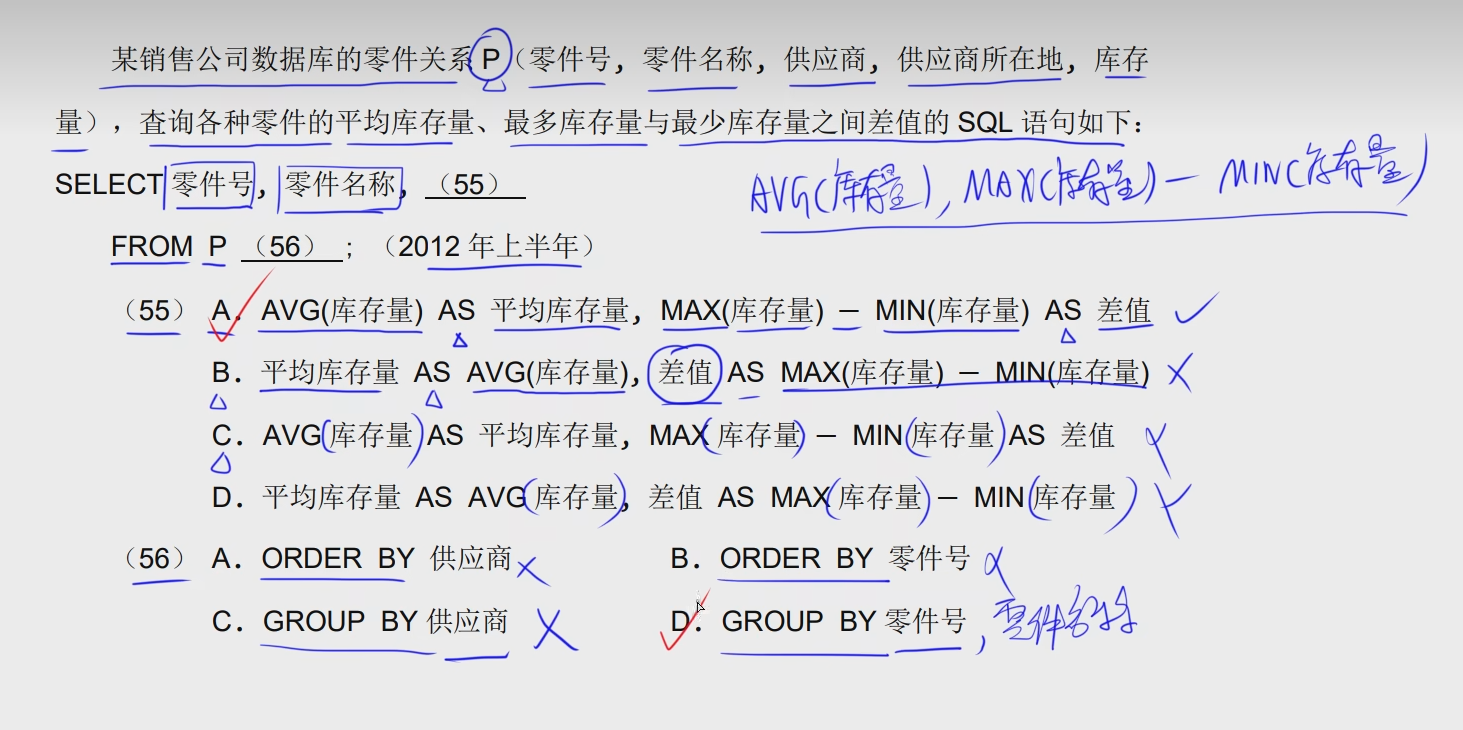 某销售公司数据库的零件关系P（零件号，零件名称，供应商，供应商所在地，库存
量），查询各种零件的平均库存量、最多库存量与最少库存量之间差值的 SQL 语句如下：
SELECT 零件号，零件名称，（55）
AVG(库存量), MAX(库存量) — MIN(库存量)
FROM P （56） ；（2012 年上半年）
（55） A．AVG(库存量) AS 平均库存量，MAX(库存量) － MIN(库存量) AS 差值
B．平均库存量 AS AVG(库存量)，差值 AS MAX(库存量) － MIN(库存量)
C．AVG(库存量) AS 平均库存量，MAX(库存量) － MIN(库存量) AS 差值
D．平均库存量 AS AVG(库存量)，差值 AS MAX(库存量) － MIN(库存量)
（56） A．ORDER BY 供应商 B．ORDER BY 零件号
C．GROUP BY 供应商 D．GROUP BY 零件号，零件名称